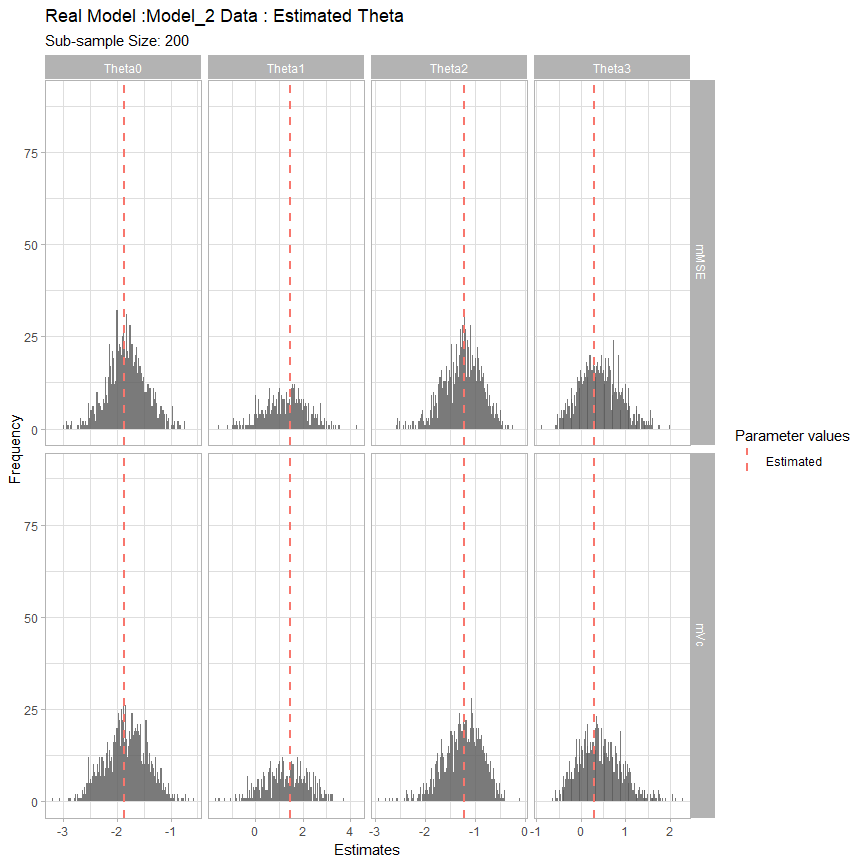 Real Model :Model_2 Data : Estimated Theta
Sub-sample Size: 200
Theta0 Theta1 Theta2 Theta3
75
50
25
0
mMSE
Frequency
75
50
25
0
mVc
-3 -2 -1 0 2 4 -3 -2 -1 0 -1 0 1 2
Estimates
Parameter values
Estimated